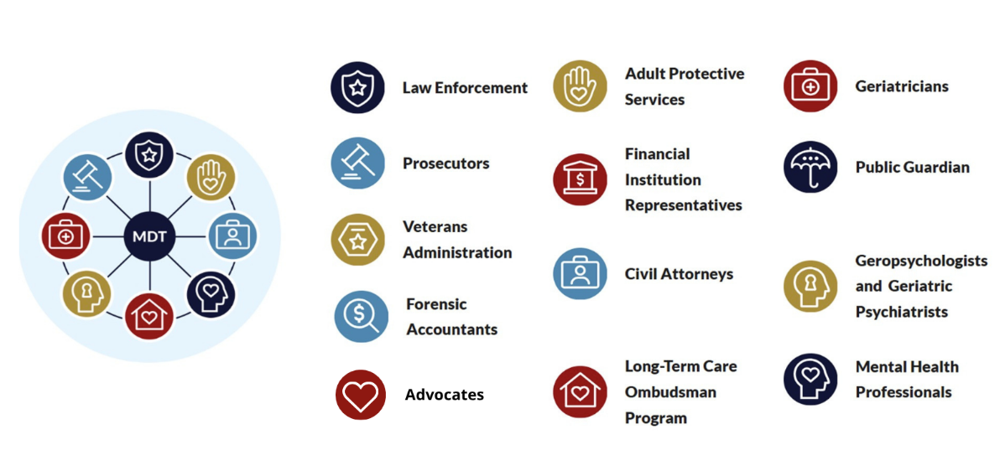 MDT
Law Enforcement
Prosecutors
Veterans
Administration
Forensic
Accountants
Advocates
Adult Protective
Services
Financial
Institution
Representatives
Civil Attorneys
Long-Term Care
Ombudsman
Program
Geriatricians
Public Guardian
Geropsychologists
and Geriatric
Psychiatrists
Mental Health
Professionals